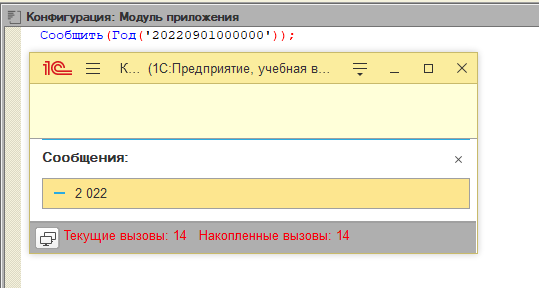 Конфигурация: Модуль приложения
Сообщить(Год('20220901000000'));
1С К... (1С:Предприятие, учебная в...
Сообщения:
2 022
Текущие вызовы: 14 Накопленные вызовы: 14